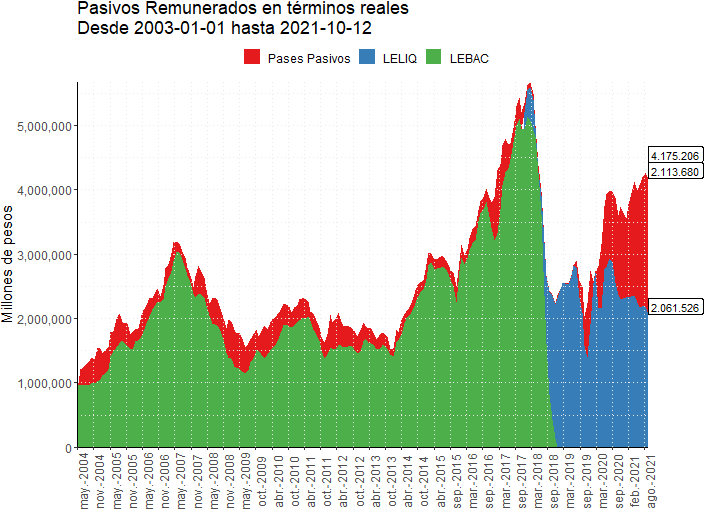 Pasivos Remunerados en términos reales
Desde 2003-01-01 hasta 2021-10-12
Pases Pasivo LELIQ LEBAC
Millones de pesos
5,000,000
4,000,000
3,000,000
2,000,000
1,000,000
0
4.175.206
2.113.680
2.061.526
may.-2004
nov.-2004
may.-2005
nov.-2005
may.-2006
nov.-2006
may.-2007
nov.-2007
may.-2008
nov.-2008
may.-2009
oct.-2009
abr.-2010
oct.-2010
abr.-2011
oct.-2011
abr.-2012
oct.-2012
abr.-2013
oct.-2013
abr.-2014
oct.-2014
abr.-2015
sep.-2015
mar.-2016
sep.-2016
mar.-2017
sep.-2017
mar.-2018
sep.-2018
mar.-2019
sep.-2019
mar.-2020
sep.-2020
feb.-2021
ago.-2021